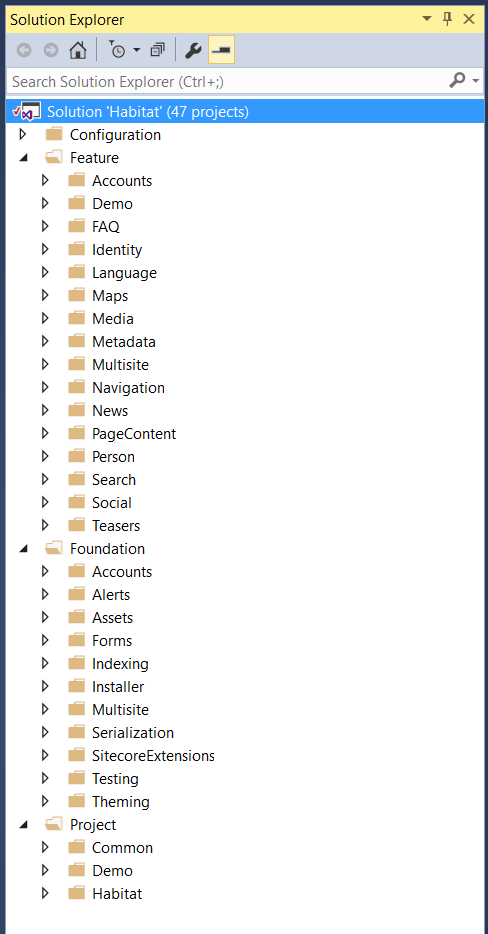 Solution Explorer
Search Solution Explorer (Ctrl+;)
Solution 'Habitat' (47 projects)
Configuration
Feature
Accounts
Demo
FAQ
Identity
Language
Maps
Media
Metadata
Multisite
Navigation
News
PageContent
Person
Search
Social
Teasers
Foundation
Accounts
Alerts
Assets
Forms
Indexing
Installer
Multisite
Serialization
SitecoreExtensions
Testing
Theming
Project
Common
Demo
Habitat